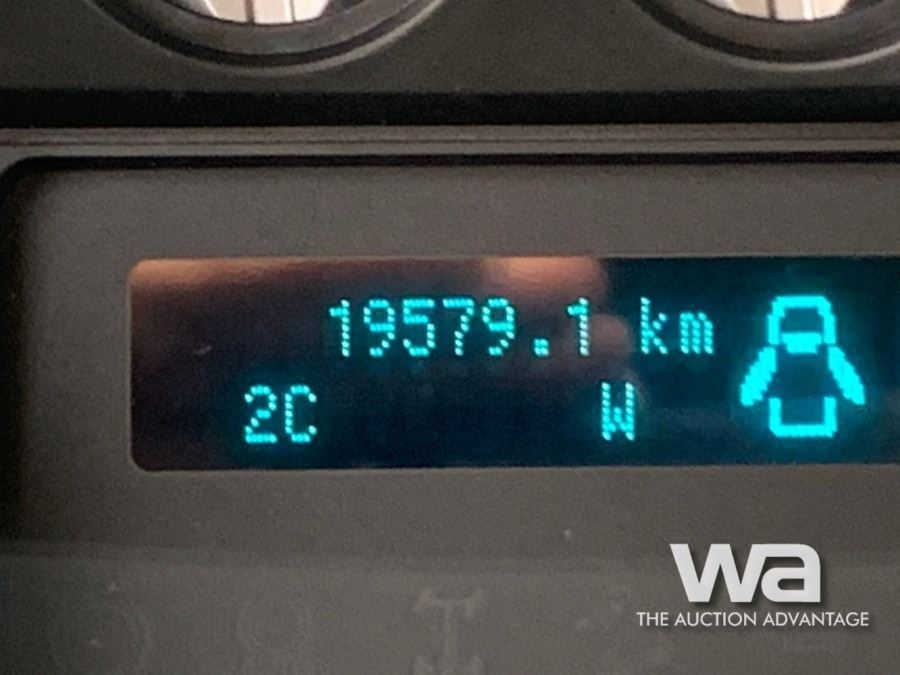 19579.1 km
2C W
wa
THE AUCTION ADVANTAGE